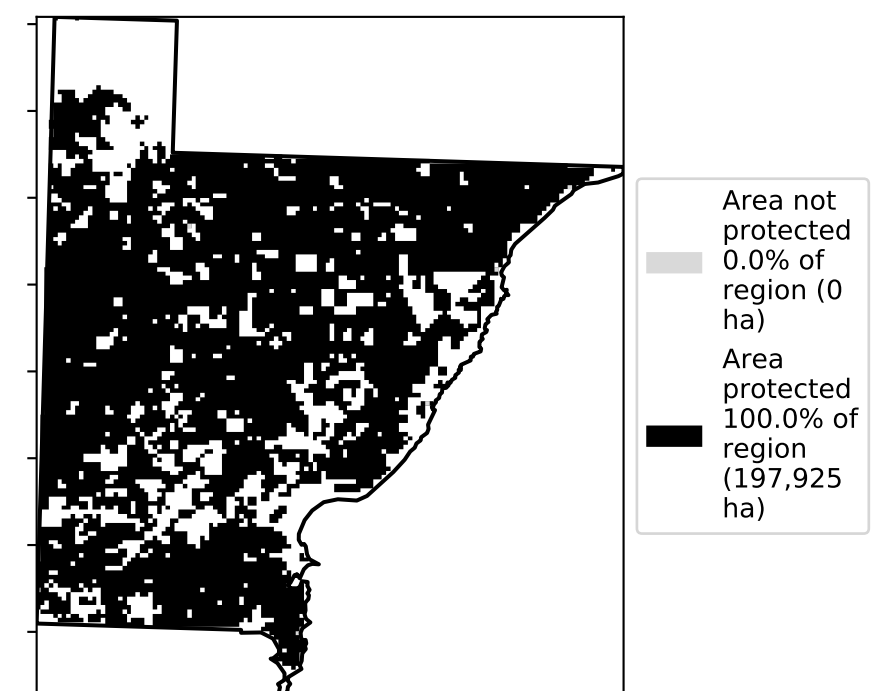 Area not
protected
0.0% of
region (0
ha)
Area
protected
100.0% of
region
(197,925
ha)